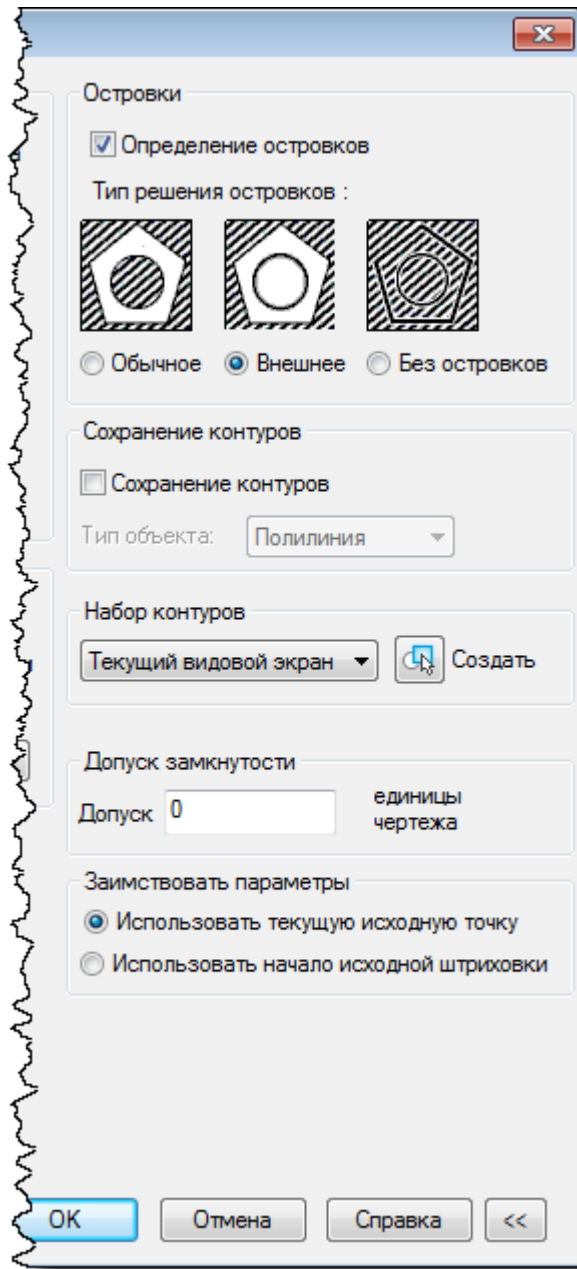 Островки
Определение островков
Тип решения островков :
Обычное Внешнее Без островков
Сохранение контуров
Сохранение контуров
Тип объекта: Полилиния
Набор контуров
Текущий видовой экран Создать
Допуск замкнутости
Допуск 0 единицы
чертежа
Заимствовать параметры
Использовать текущую исходную точку
Использовать начало исходной штриховки
OK Отмена Справка <<